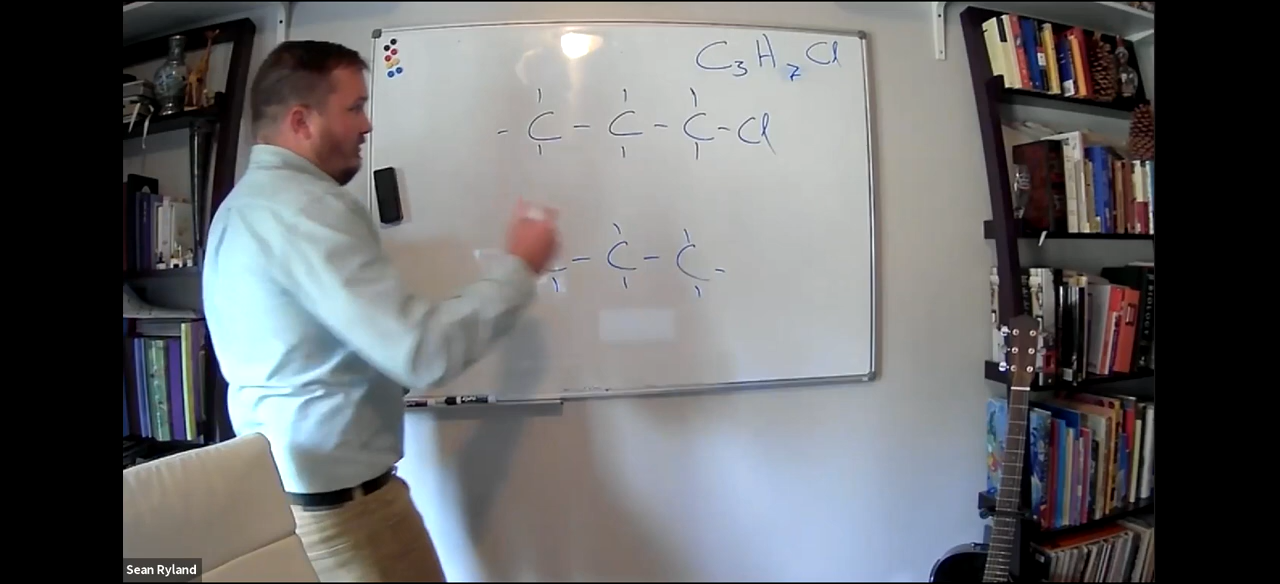 C₃H₇Cl
- C - C - C - Cl
C - C - C -
Sean Ryland